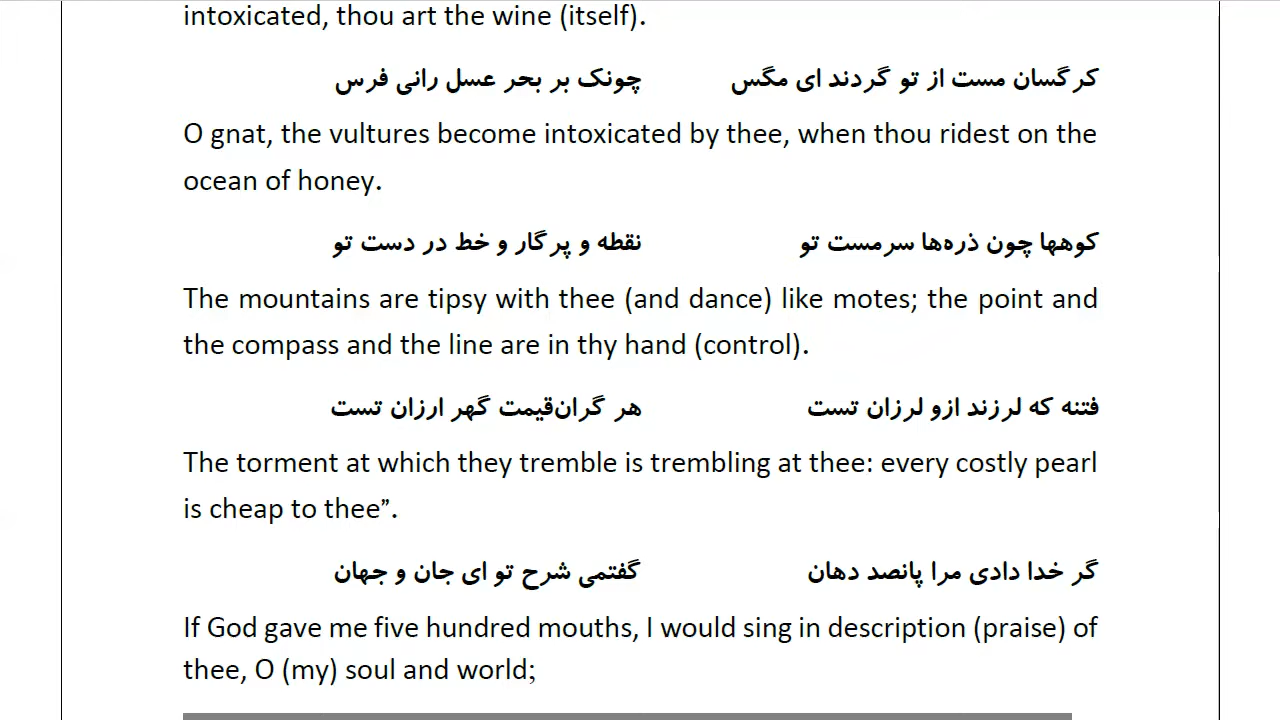 intoxicated, thou art the wine (itself).
کرگسان مست از تو گردند ای مگس چونک بر بحر عسل رانی فرس
O gnat, the vultures become intoxicated by thee, when thou ridest on the
ocean of honey.
کوهها چون ذره‌ها سرمست تو نقطه و پرگار و خط در دست تو
The mountains are tipsy with thee (and dance) like motes; the point and
the compass and the line are in thy hand (control).
فتنه که لرزند ازو لرزان تست هر گران‌قیمت گهر ارزان تست
The torment at which they tremble is trembling at thee: every costly pearl
is cheap to thee”.
گر خدا دادی مرا پانصد دهان گفتمی شرح تو ای جان و جهان
If God gave me five hundred mouths, I would sing in description (praise) of
thee, O (my) soul and world;